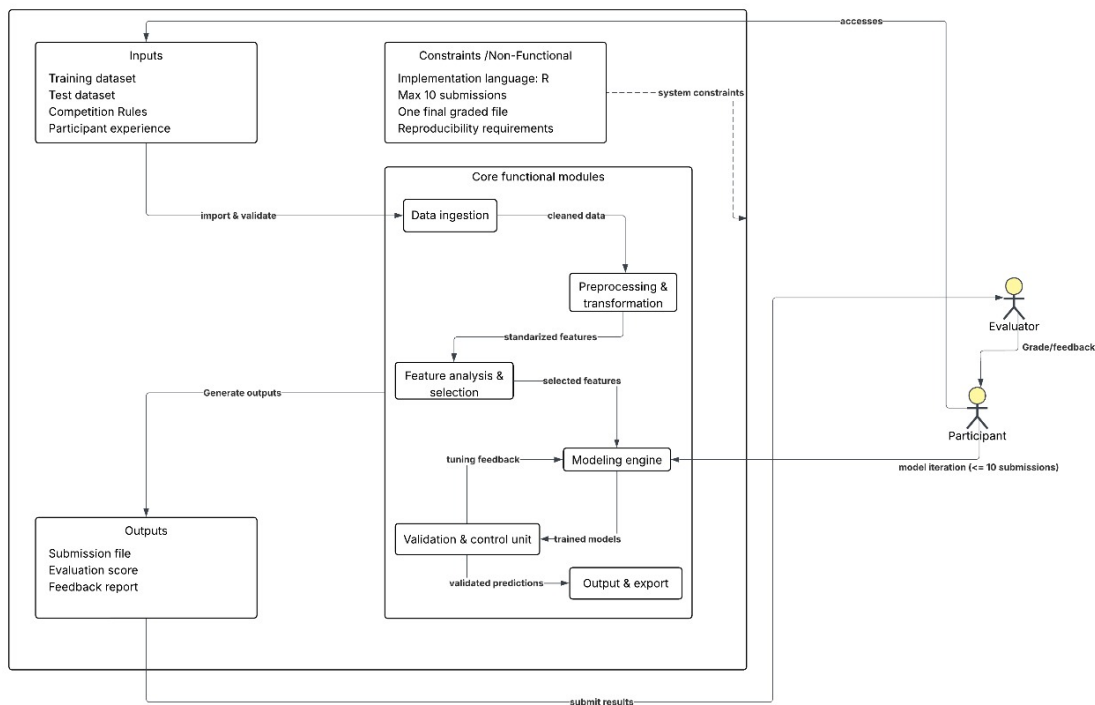 accesses
Inputs
Training dataset
Test dataset
Competition Rules
Participant experience
Constraints /Non-Functional
Implementation language: R
Max 10 submissions
One final graded file
Reproducibility requirements
system constraints
Core functional modules
import & validate
Data ingestion
cleaned data
Preprocessing &
transformation
standarized features
Feature analysis &
selection
selected features
Generate outputs
tuning feedback
Modeling engine
Validation & control unit
trained models
validated predictions
Output & export
Outputs
Submission file
Evaluation score
Feedback report
submit results
Evaluator
Grade/feedback
Participant
model iteration (<= 10 submissions)